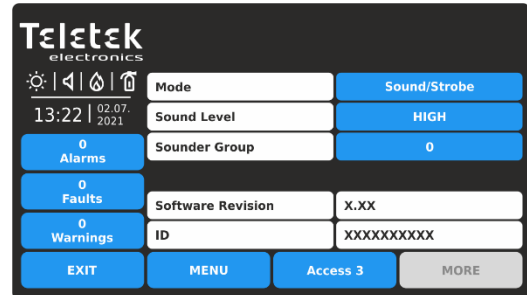 Teletek
electronics
13:22 | 02.07.
2021
0
Alarms
0
Faults
0
Warnings
Mode Sound/Strobe
Sound Level HIGH
Sounder Group 0
Software Revision X.XX
ID XXXXXXXXXX
EXIT MENU Access 3 MORE